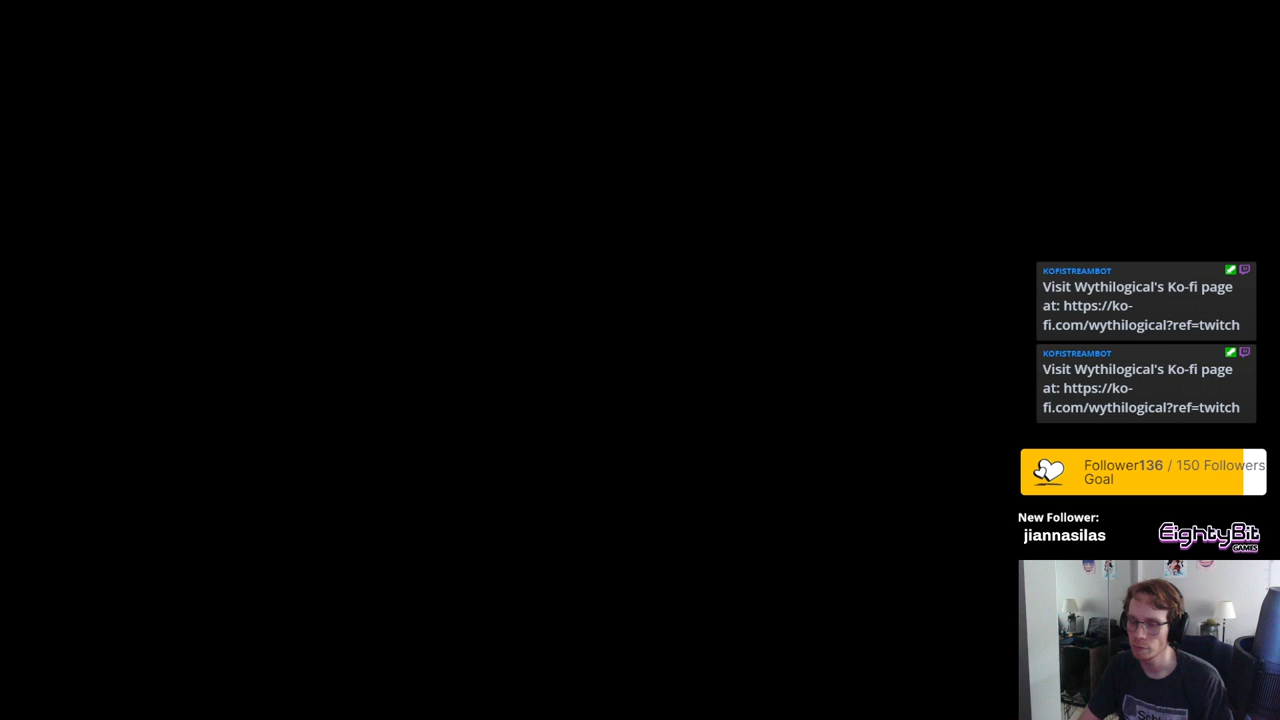 KOFISTREAMBOT
Visit Wythilogical's Ko-fi page
at: https://ko-
fi.com/wythilogical?ref=twitch
KOFISTREAMBOT
Visit Wythilogical's Ko-fi page
at: https://ko-
fi.com/wythilogical?ref=twitch
Follower136 / 150 Followers
Goal
New Follower:
jiannasilas
EightyBit
GAMES